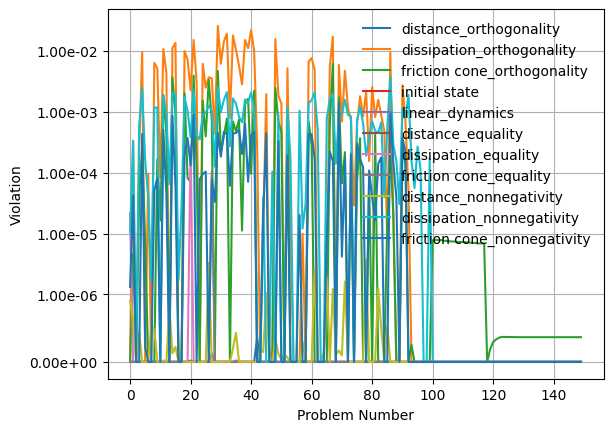 distance_orthogonality
dissipation_orthogonality
friction cone_orthogonality
initial state
linear_dynamics
distance_equality
dissipation_equality
friction cone_equality
distance_nonnegativity
dissipation_nonnegativity
friction cone_nonnegativity
1.00e-02
1.00e-03
1.00e-04
1.00e-05
1.00e-06
0.00e+00
Violation
0 20 40 60 80 100 120 140
Problem Number